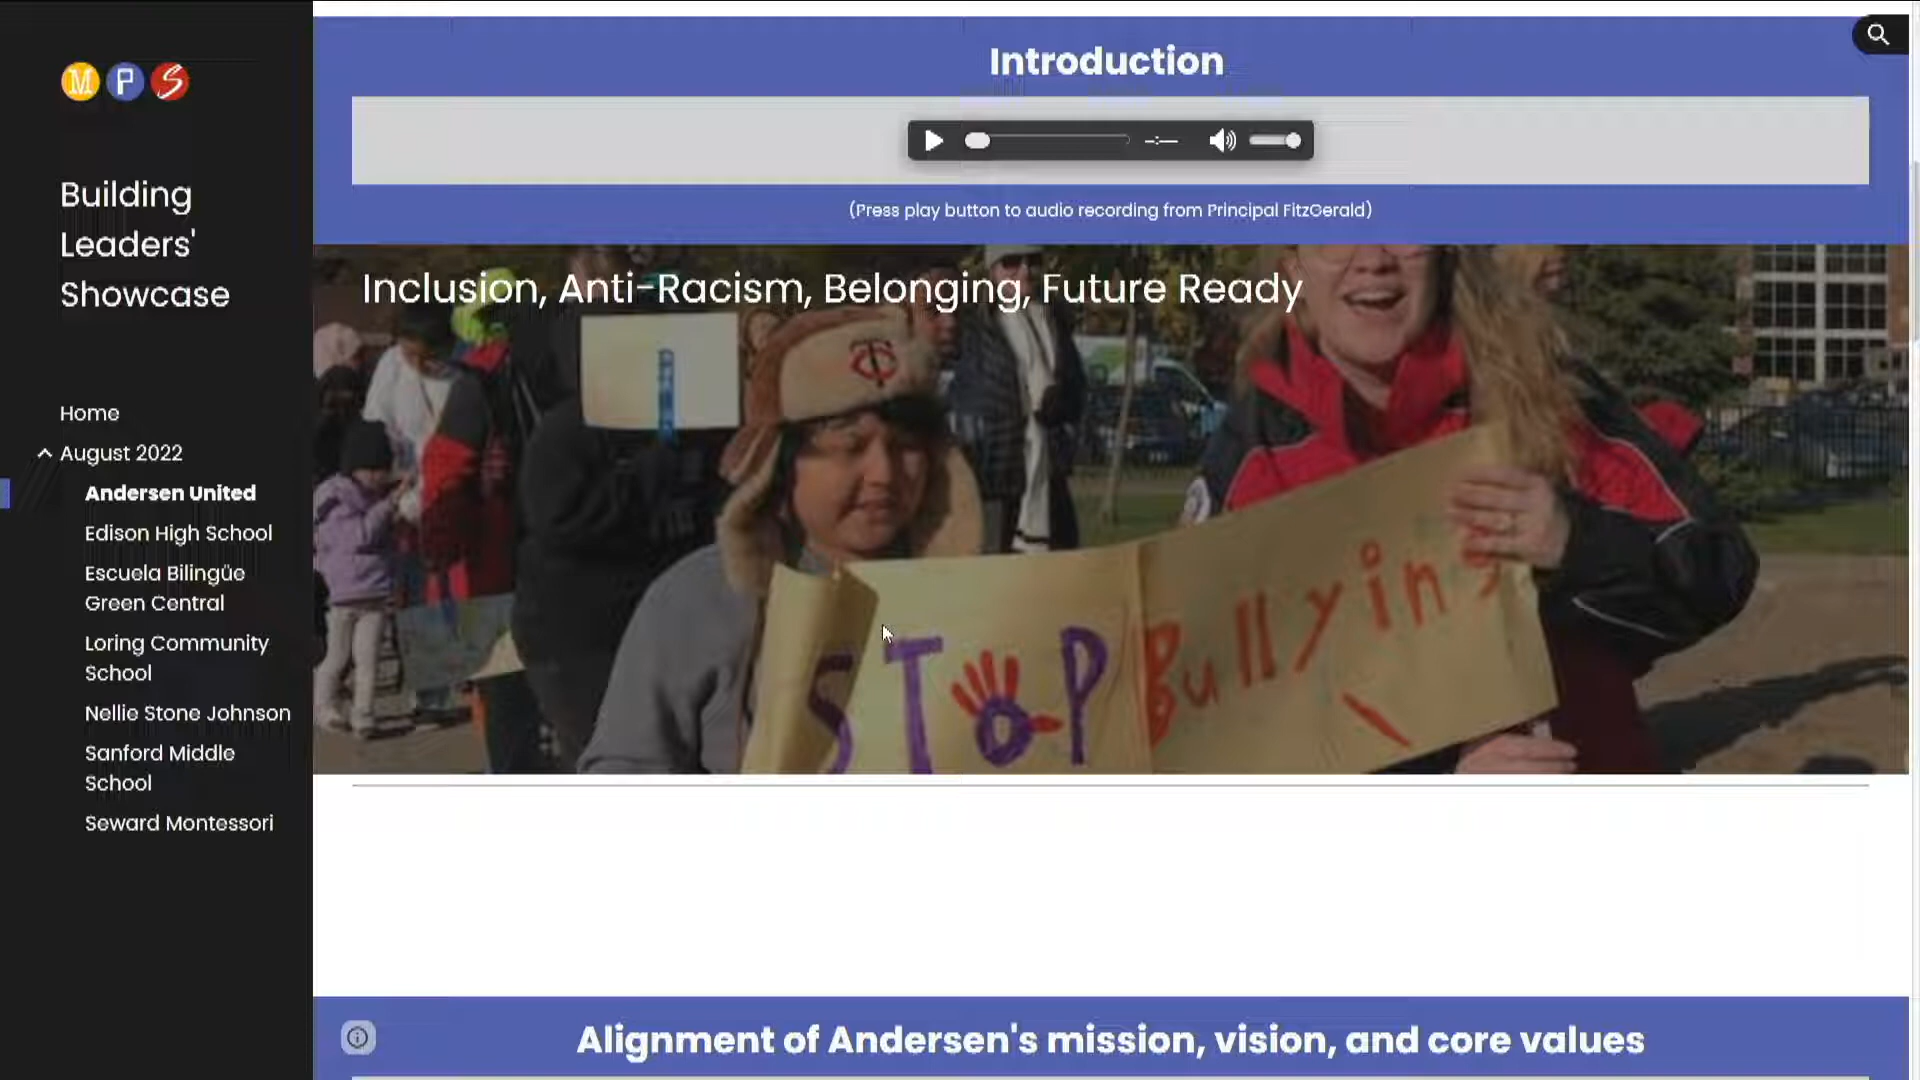 M P S
Building
Leaders'
Showcase
Home
August 2022
Andersen United
Edison High School
Escuela Bilingüe
Green Central
Loring Community
School
Nellie Stone Johnson
Sanford Middle
School
Seward Montessori
Introduction
-:--
(Press play button to audio recording from Principal FitzGerald)
Inclusion, Anti-Racism, Belonging, Future Ready
TC
STOP Bullying
Alignment of Andersen's mission, vision, and core values